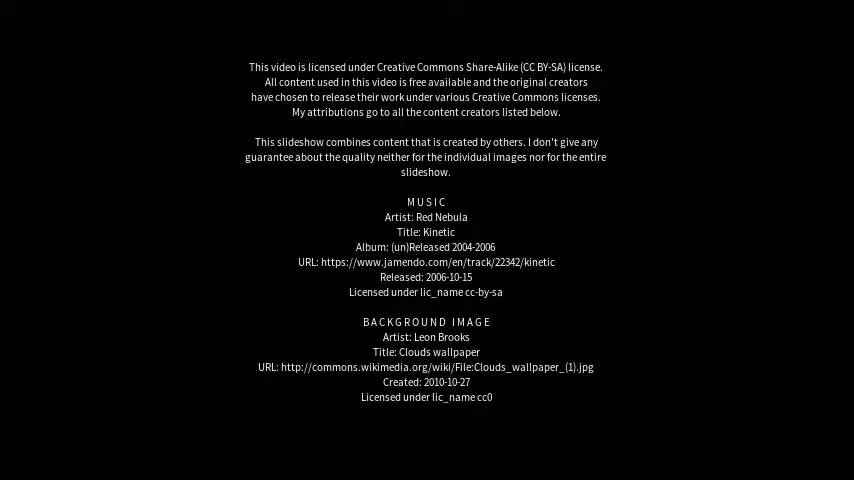 This video is licensed under Creative Commons Share-Alike (CC BY-SA) license.
All content used in this video is free available and the original creators
have chosen to release their work under various Creative Commons licenses.
My attributions go to all the content creators listed below.
This slideshow combines content that is created by others. I don't give any
guarantee about the quality neither for the individual images nor for the entire
slideshow.
MUSIC
Artist: Red Nebula
Title: Kinetic
Album: (un)Released 2004-2006
URL: https://www.jamendo.com/en/track/22342/kinetic
Released: 2006-10-15
Licensed under lic_name cc-by-sa
BACKGROUND IMAGE
Artist: Leon Brooks
Title: Clouds wallpaper
URL: http://commons.wikimedia.org/wiki/File:Clouds_wallpaper_(1).jpg
Created: 2010-10-27
Licensed under lic_name cc0